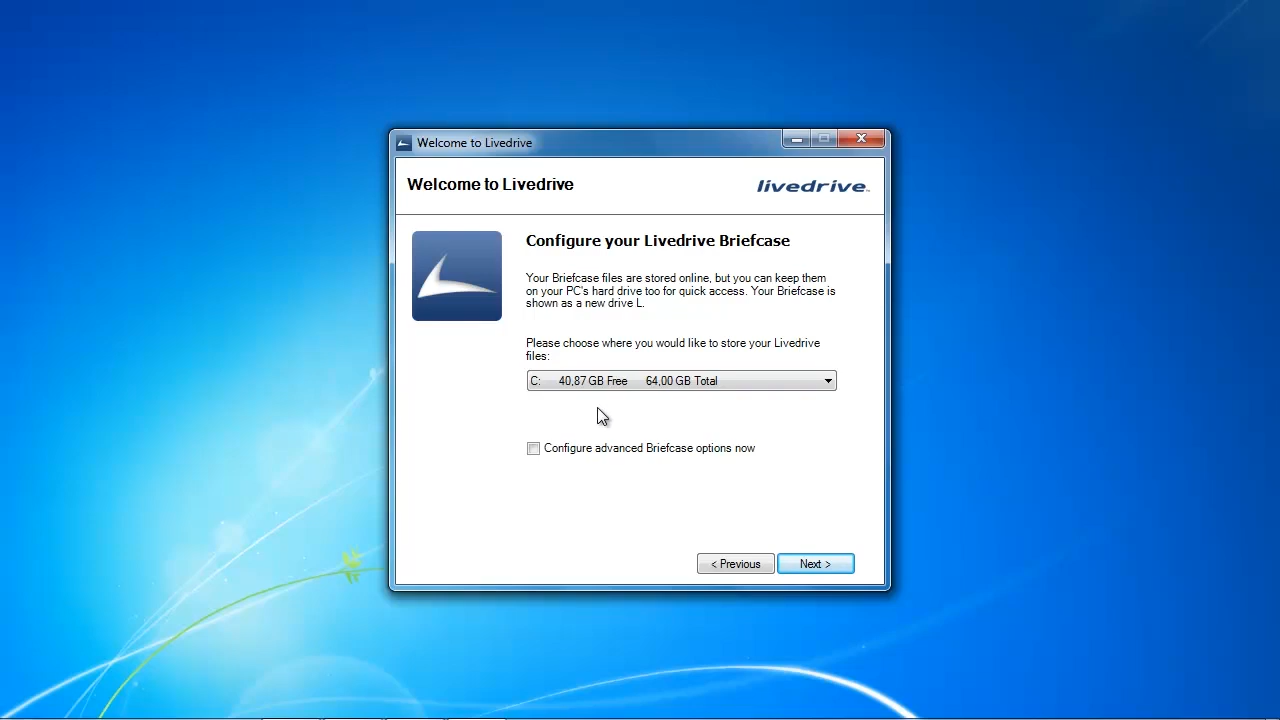 Welcome to Livedrive
Welcome to Livedrive
livedrive
Configure your Livedrive Briefcase
Your Briefcase files are stored online, but you can keep them
on your PC's hard drive too for quick access. Your Briefcase is
shown as a new drive L.
Please choose where you would like to store your Livedrive
files:
C: 40,87 GB Free 64,00 GB Total
Configure advanced Briefcase options now
< Previous
Next >